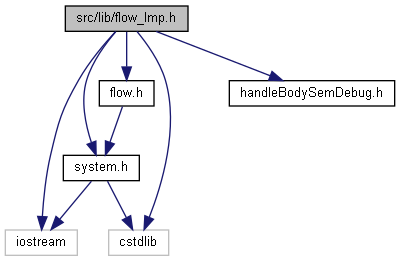 src/lib/flow_Imp.h
flow.h
handleBodySemDebug.h
system.h
iostream
cstdlib